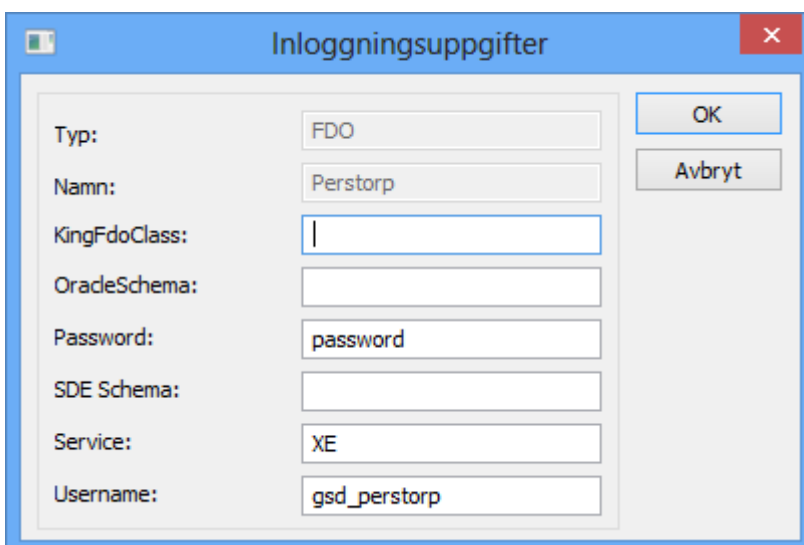 Inloggningsuppgifter
Typ: FDO
OK
Namn: Perstorp
Avbryt
KingFdoClass:
OracleSchema:
Password: password
SDE Schema:
Service: XE
Username: gsd_perstorp